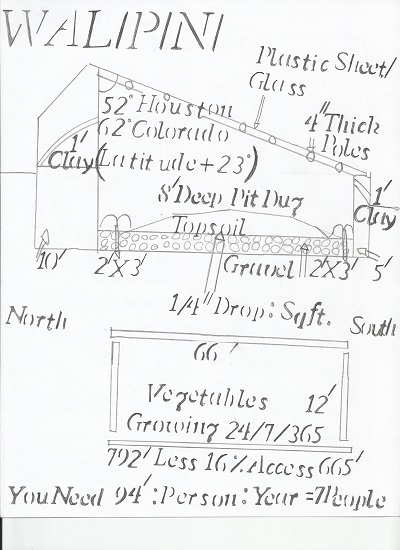 WALIPINI
Plastic Sheet/
Glass
52° Houston
62° Colorado
(Latitude+23°)
4" Thick
Poles
1'
Clay
8' Deep Pit Dug
Topsoil
1'
Clay
10'
2'X3'
Gravel
2'X3'
5'
1/4" Drop: Sqft.
North
South
66'
Vegetables
12'
Growing 24/7/365
792' Less 16% Access 665'
You Need 94':Person:Year =7People